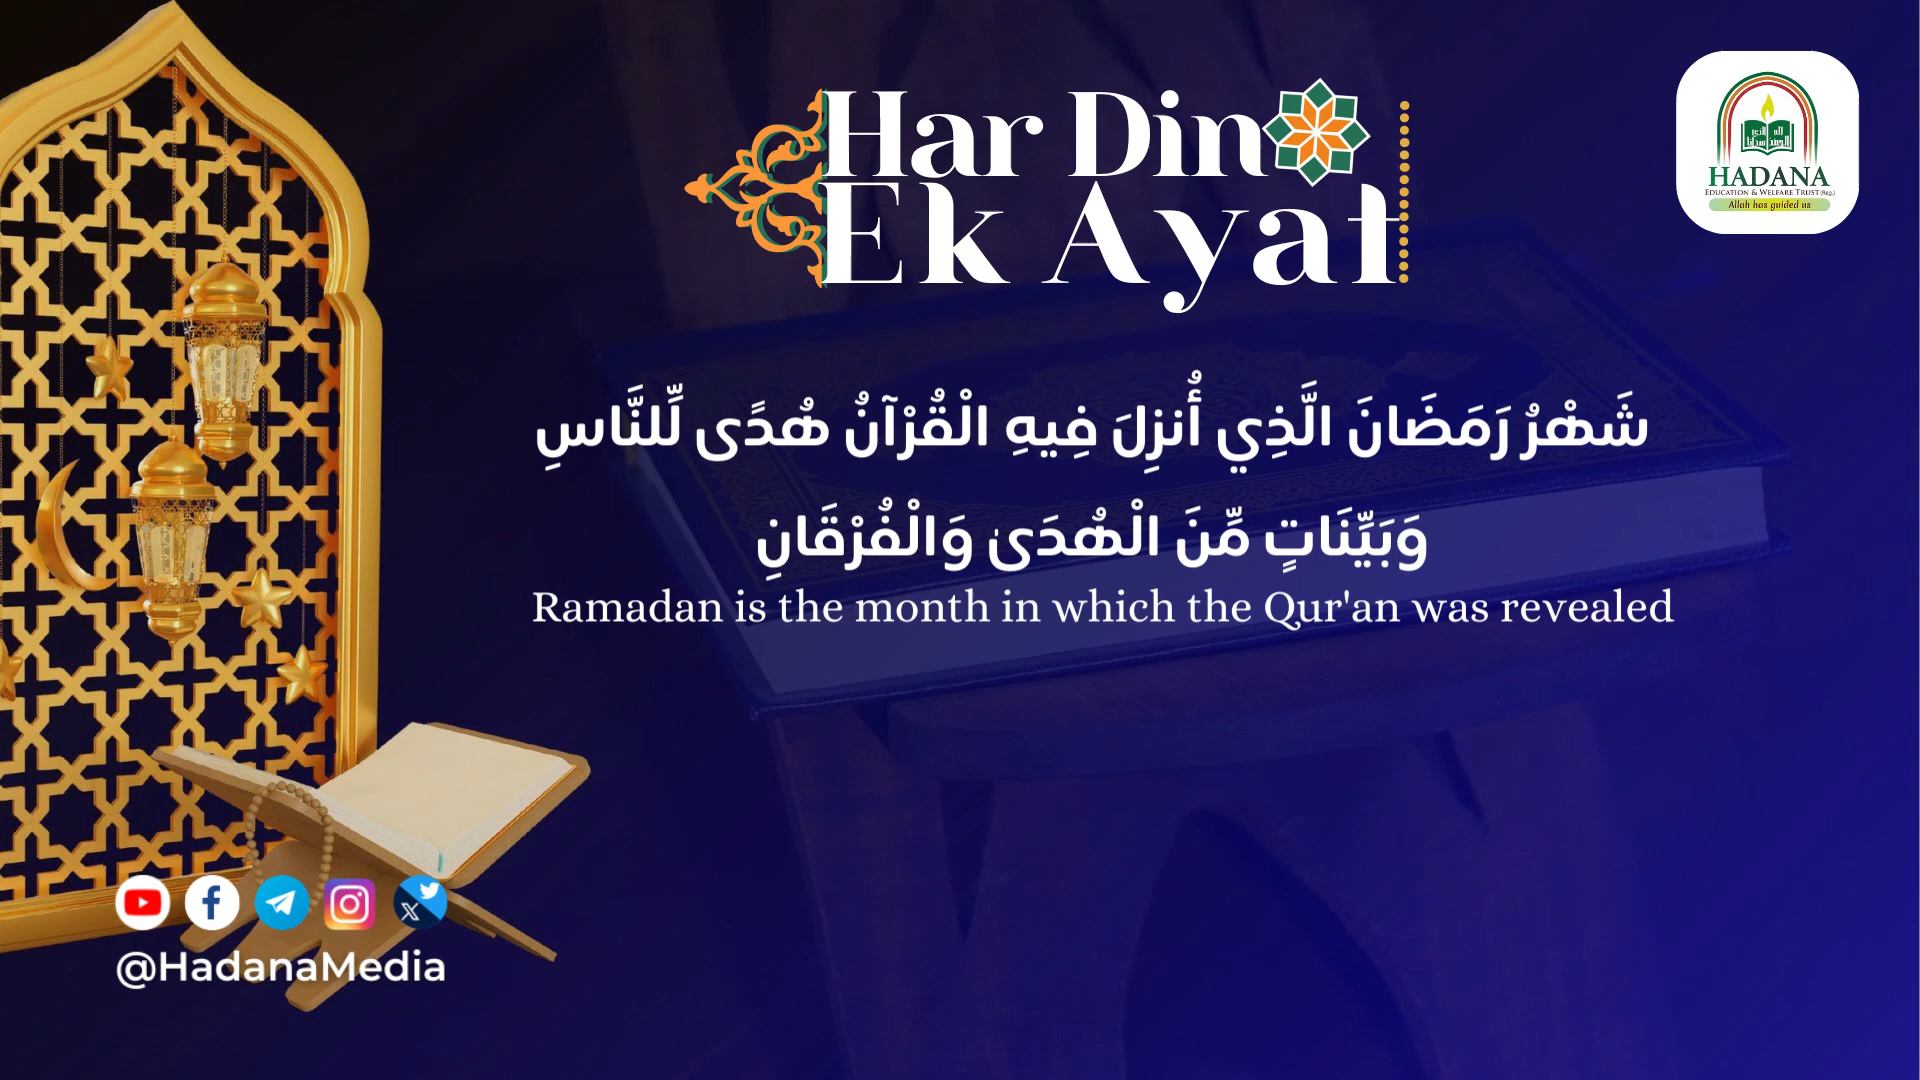 Har Din
Ek Ayat
HADANA
EDUCATION & WELFARE TRUST (Reg.)
Allah has guided us
شَهْرُ رَمَضَانَ الَّذِي أُنزِلَ فِيهِ الْقُرْآنُ هُدًى لِّلنَّاسِ
وَبَيِّنَاتٍ مِّنَ الْهُدَىٰ وَالْفُرْقَانِ
Ramadan is the month in which the Qur'an was revealed
@HadanaMedia